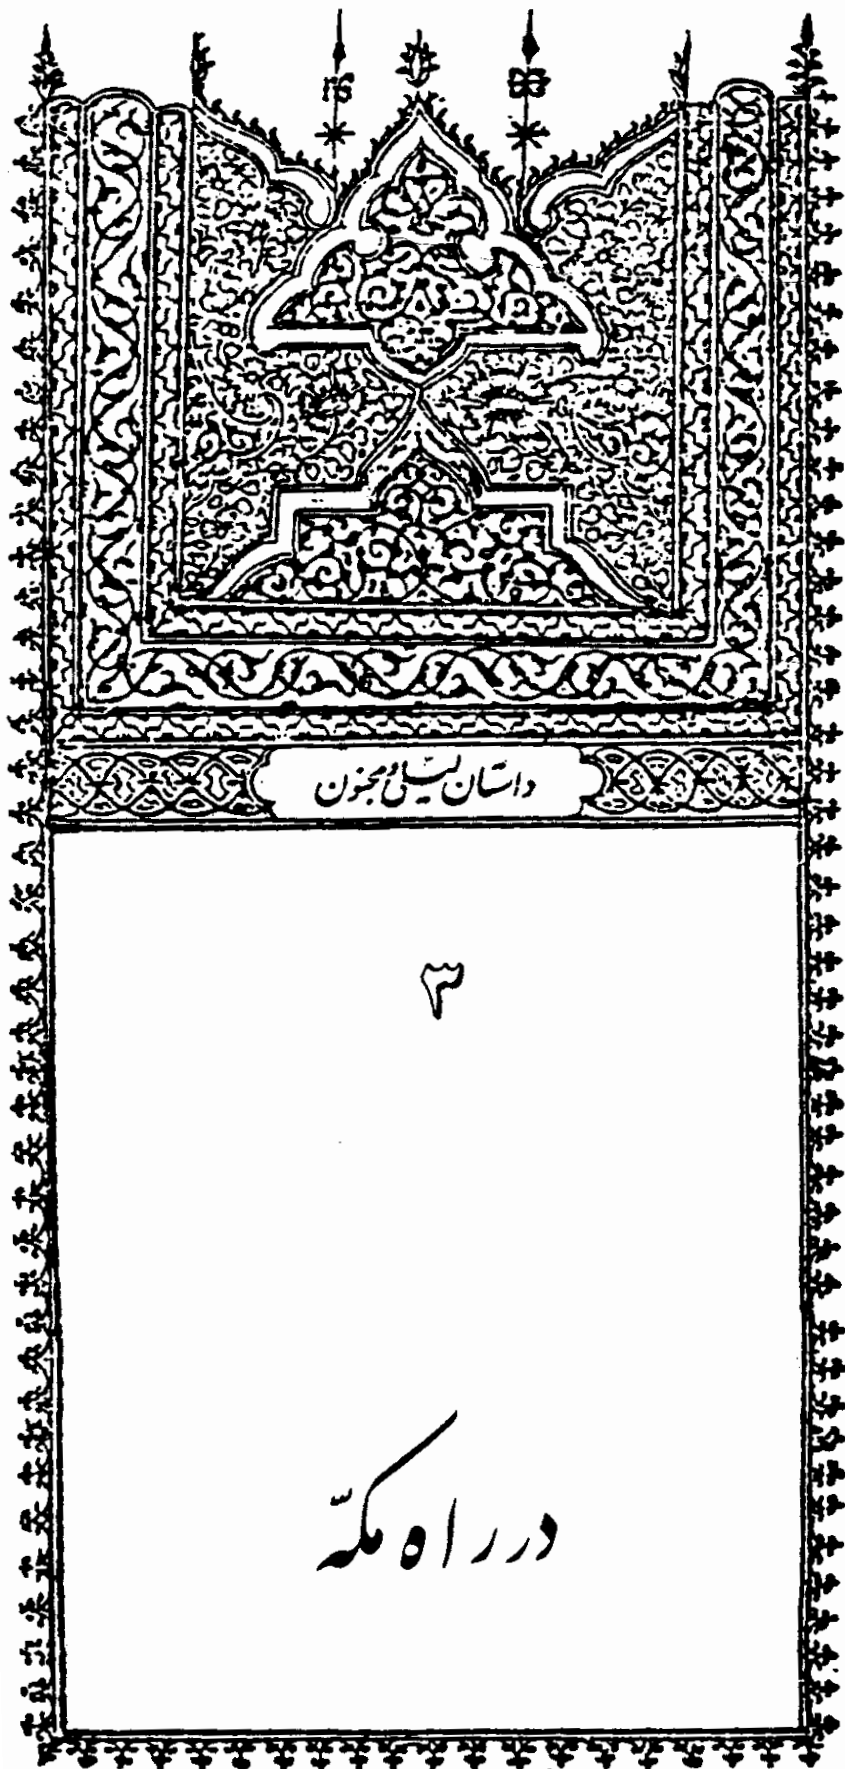 داستان لیلی و مجنون
۳
در راه مکّه